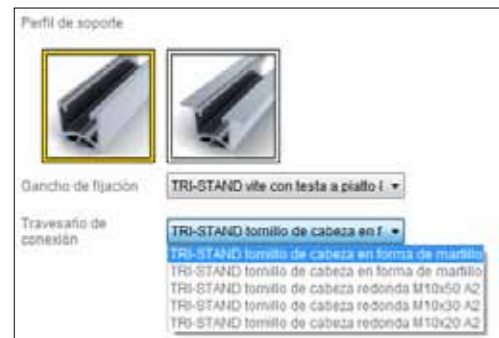 Perfil de soporte
Gancho de fijación
TRI-STAND vite con testa a piatto
Travesaño de
conexión
TRI-STAND tornillo de cabeza en f
TRI-STAND tornillo de cabeza en forma de martillo
TRI-STAND tornillo de cabeza en forma de martillo
TRI-STAND tornillo de cabeza redonda M10x50 A2
TRI-STAND tornillo de cabeza redonda M10x30 A2
TRI-STAND tornillo de cabeza redonda M10x20 A2